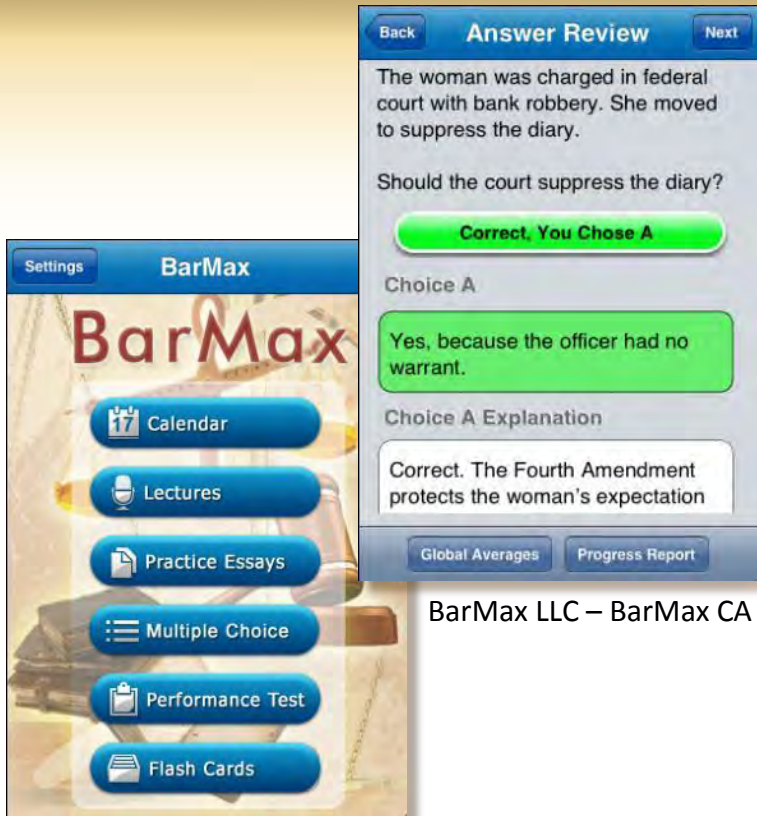 Back Answer Review Next
The woman was charged in federal
court with bank robbery. She moved
to suppress the diary.
Should the court suppress the diary?
Correct, You Chose A
Choice A
Yes, because the officer had no
warrant.
Choice A Explanation
Correct. The Fourth Amendment
protects the woman's expectation
Global Averages Progress Report
BarMax LLC – BarMax CA
Settings BarMax
BarMax
17 Calendar
Lectures
Practice Essays
Multiple Choice
Performance Test
Flash Cards